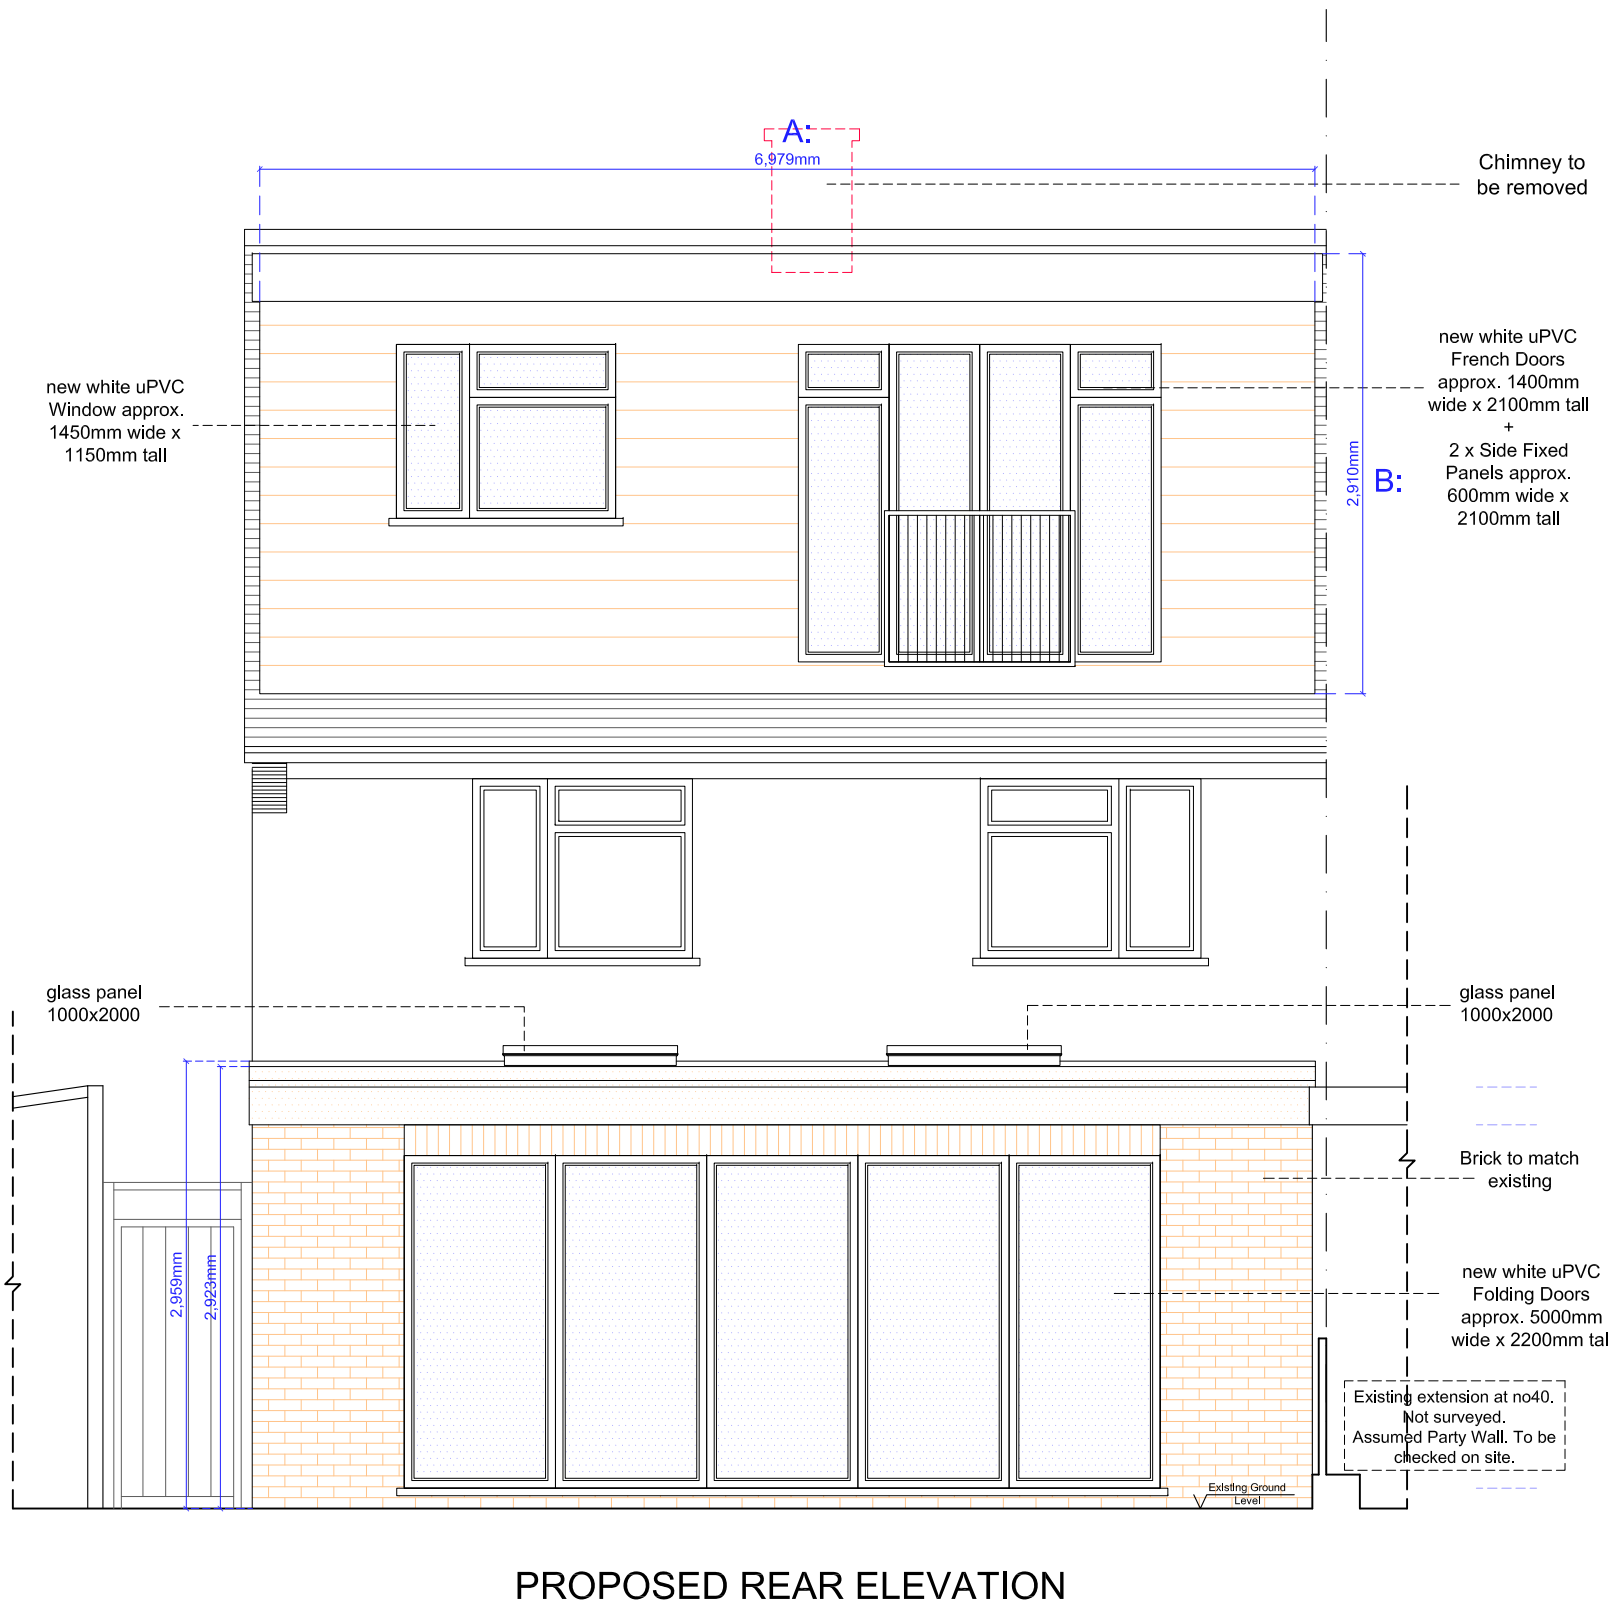 A:
6,979mm
Chimney to
be removed
new white uPVC
Window approx.
1450mm wide x
1150mm tall
new white uPVC
French Doors
approx. 1400mm
wide x 2100mm tall
+
2 x Side Fixed
Panels approx.
600mm wide x
2100mm tall
2,910mm
B:
glass panel
1000x2000
glass panel
1000x2000
Brick to match
existing
2,959mm
2,923mm
new white uPVC
Folding Doors
approx. 5000mm
wide x 2200mm tal
Existing extension at no40.
Not surveyed.
Assumed Party Wall. To be
checked on site.
Existing Ground
Level
PROPOSED REAR ELEVATION